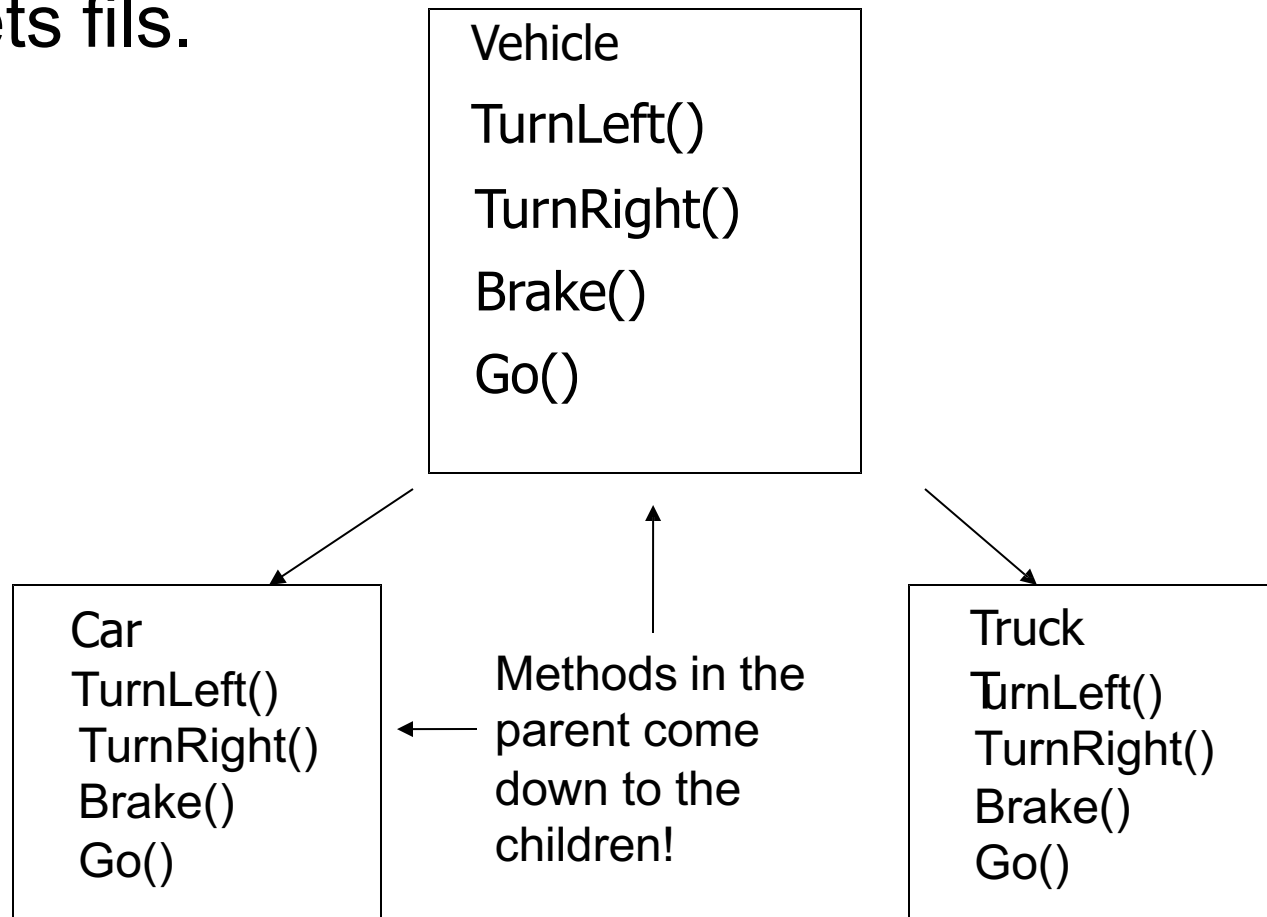 ets fils.
Vehicle
TurnLeft()
TurnRight()
Brake()
Go()
Car
TurnLeft()
TurnRight()
Brake()
Go()
Methods in the
parent come
down to the
children!
Truck
TurnLeft()
TurnRight()
Brake()
Go()